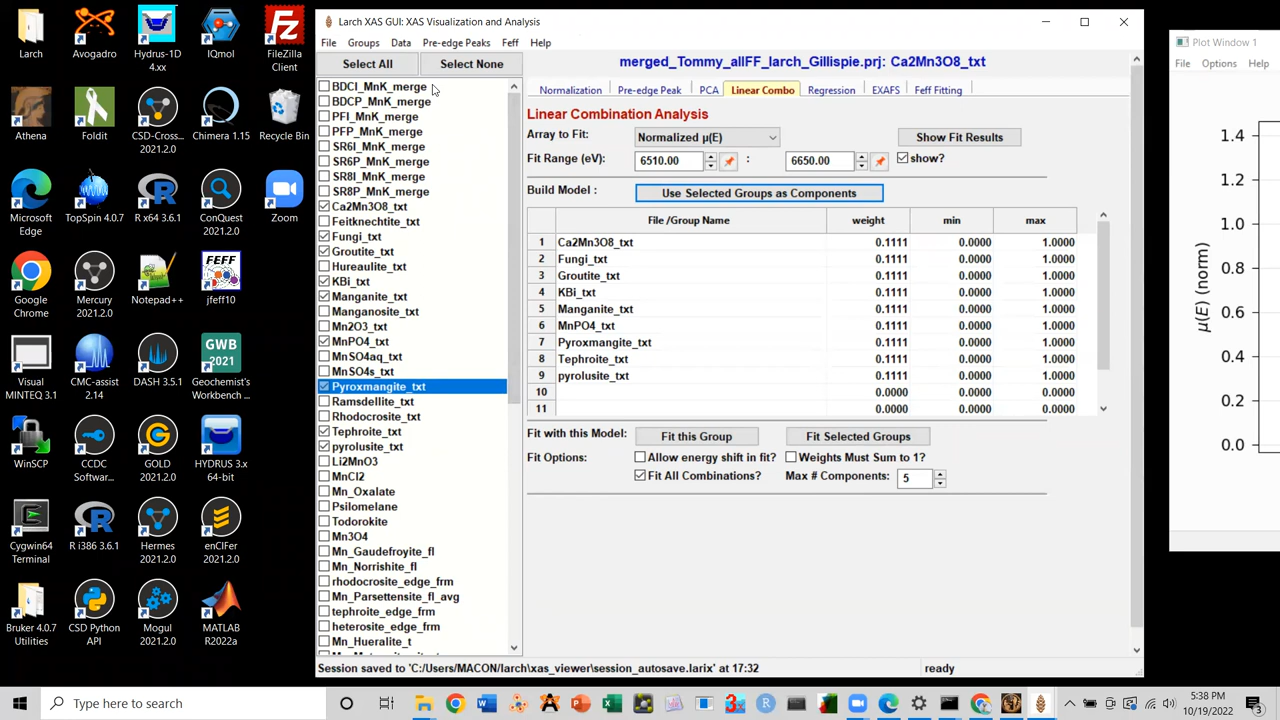 Larch
Avogadro
Hydrus-1D
4.xx
IQmol
FileZilla
Client
Athena
Foldit
CSD-Cross...
2021.2.0
Chimera 1.15
Recycle Bin
Microsoft
Edge
TopSpin 4.0.7
R x64 3.6.1
ConQuest
2021.2.0
Zoom
zoom
Google
Chrome
Mercury
2021.2.0
Notepad++
FEFF
jfeff10
Visual
MINTEQ 3.1
CMC-assist
2.14
DASH 3.5.1
GWB
2021
Geochemist's
Workbench ...
WinSCP
CCDC
Software...
GOLD
2021.2.0
HYDRUS 3.x
64-bit
Cygwin64
Terminal
R i386 3.6.1
Hermes
2021.2.0
enCIFer
2021.2.0
Bruker 4.0.7
Utilities
CSD Python
API
Mogul
2021.2.0
MATLAB
R2022a
Larch XAS GUI: XAS Visualization and Analysis
File Groups Data Pre-edge Peaks Feff Help
Select All Select None
BDCI_MnK_merge
BDCP_MnK_merge
PFI_MnK_merge
PFP_MnK_merge
SR6I_MnK_merge
SR6P_MnK_merge
SR8I_MnK_merge
SR8P_MnK_merge
Ca2Mn3O8_txt
Feitknechtite_txt
Fungi_txt
Groutite_txt
Hureaulite_txt
KBi_txt
Manganite_txt
Manganosite_txt
Mn2O3_txt
MnPO4_txt
MnSO4aq_txt
MnSO4s_txt
Pyroxmangite_txt
Ramsdellite_txt
Rhodocrosite_txt
Tephroite_txt
pyrolusite_txt
Li2MnO3
MnCl2
Mn_Oxalate
Psilomelane
Todorokite
Mn3O4
Mn_Gaudefroyite_fl
Mn_Norrishite_fl
rhodocrosite_edge_frm
Mn_Parsettensite_fl_avg
tephroite_edge_frm
heterosite_edge_frm
Mn_Hueralite_t
merged_Tommy_allFF_larch_Gillispie.prj: Ca2Mn3O8_txt
Normalization Pre-edge Peak PCA Linear Combo Regression EXAFS Feff Fitting
Linear Combination Analysis
Array to Fit: Normalized μ(E) Show Fit Results
Fit Range (eV): 6510.00 : 6650.00 show?
Build Model : Use Selected Groups as Components
File /Group Name weight min max
1 Ca2Mn3O8_txt 0.1111 0.0000 1.0000
2 Fungi_txt 0.1111 0.0000 1.0000
3 Groutite_txt 0.1111 0.0000 1.0000
4 KBi_txt 0.1111 0.0000 1.0000
5 Manganite_txt 0.1111 0.0000 1.0000
6 MnPO4_txt 0.1111 0.0000 1.0000
7 Pyroxmangite_txt 0.1111 0.0000 1.0000
8 Tephroite_txt 0.1111 0.0000 1.0000
9 pyrolusite_txt 0.1111 0.0000 1.0000
10 0.0000 0.0000 0.0000
11 0.0000 0.0000 0.0000
Fit with this Model: Fit this Group Fit Selected Groups
Fit Options: Allow energy shift in fit? Weights Must Sum to 1?
Fit All Combinations? Max # Components: 5
Session saved to 'C:/Users/MACON/larch\xas_viewer\session_autosave.larix' at 17:32 ready
Plot Window 1
File Options Help
1.4
1.2
1.0
0.8
0.6
0.4
0.2
0.0
μ(E) (norm)
Type here to search
5:38 PM
10/19/2022
3